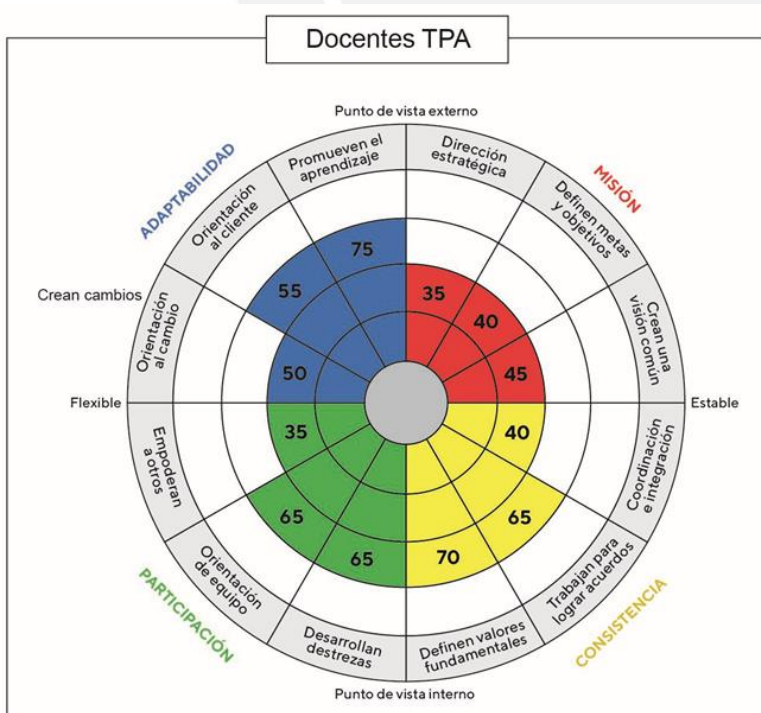 Docentes TPA
Punto de vista externo
ADAPTABILIDAD
MISIÓN
Promueven el
aprendizaje
Dirección
estratégica
Orientación
al cliente
Definen metas
y objetivos
75
35
55
40
Crean cambios
Orientación
al cambio
Crean una
visión común
50
45
Flexible
Estable
35
40
Empoderan
a otros
Coordinación
e integración
65
65
65
70
Orientación
de equipo
Trabajan para
lograr acuerdos
Desarrollan
destrezas
Definen valores
fundamentales
PARTICIPACIÓN
CONSISTENCIA
Punto de vista interno